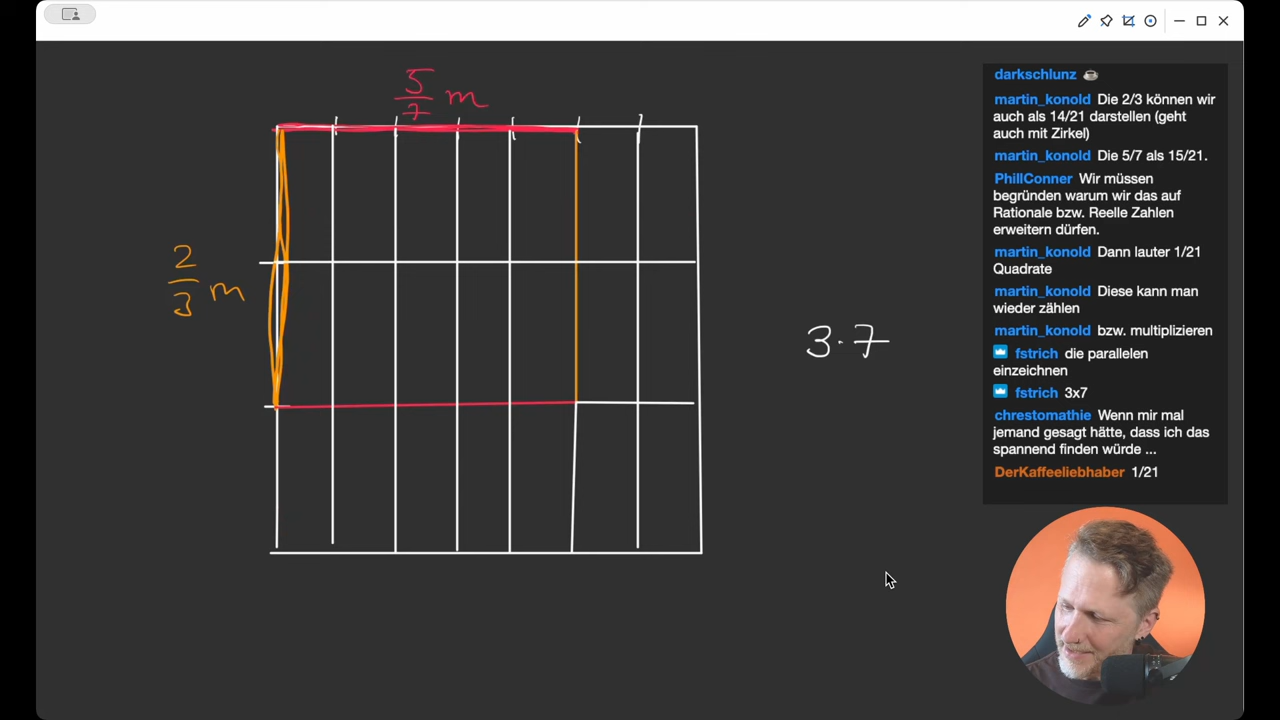 5/7 m
2/3 m
3·7
darkschlunz ☕
martin_konold Die 2/3 können wir
auch als 14/21 darstellen (geht
auch mit Zirkel)
martin_konold Die 5/7 als 15/21.
PhillConner Wir müssen
begründen warum wir das auf
Rationale bzw. Reelle Zahlen
erweitern dürfen.
martin_konold Dann lauter 1/21
Quadrate
martin_konold Diese kann man
wieder zählen
martin_konold bzw. multiplizieren
fstrich die parallelen
einzeichnen
fstrich 3x7
chrestomathie Wenn mir mal
jemand gesagt hätte, dass ich das
spannend finden würde ...
DerKaffeeliebhaber 1/21